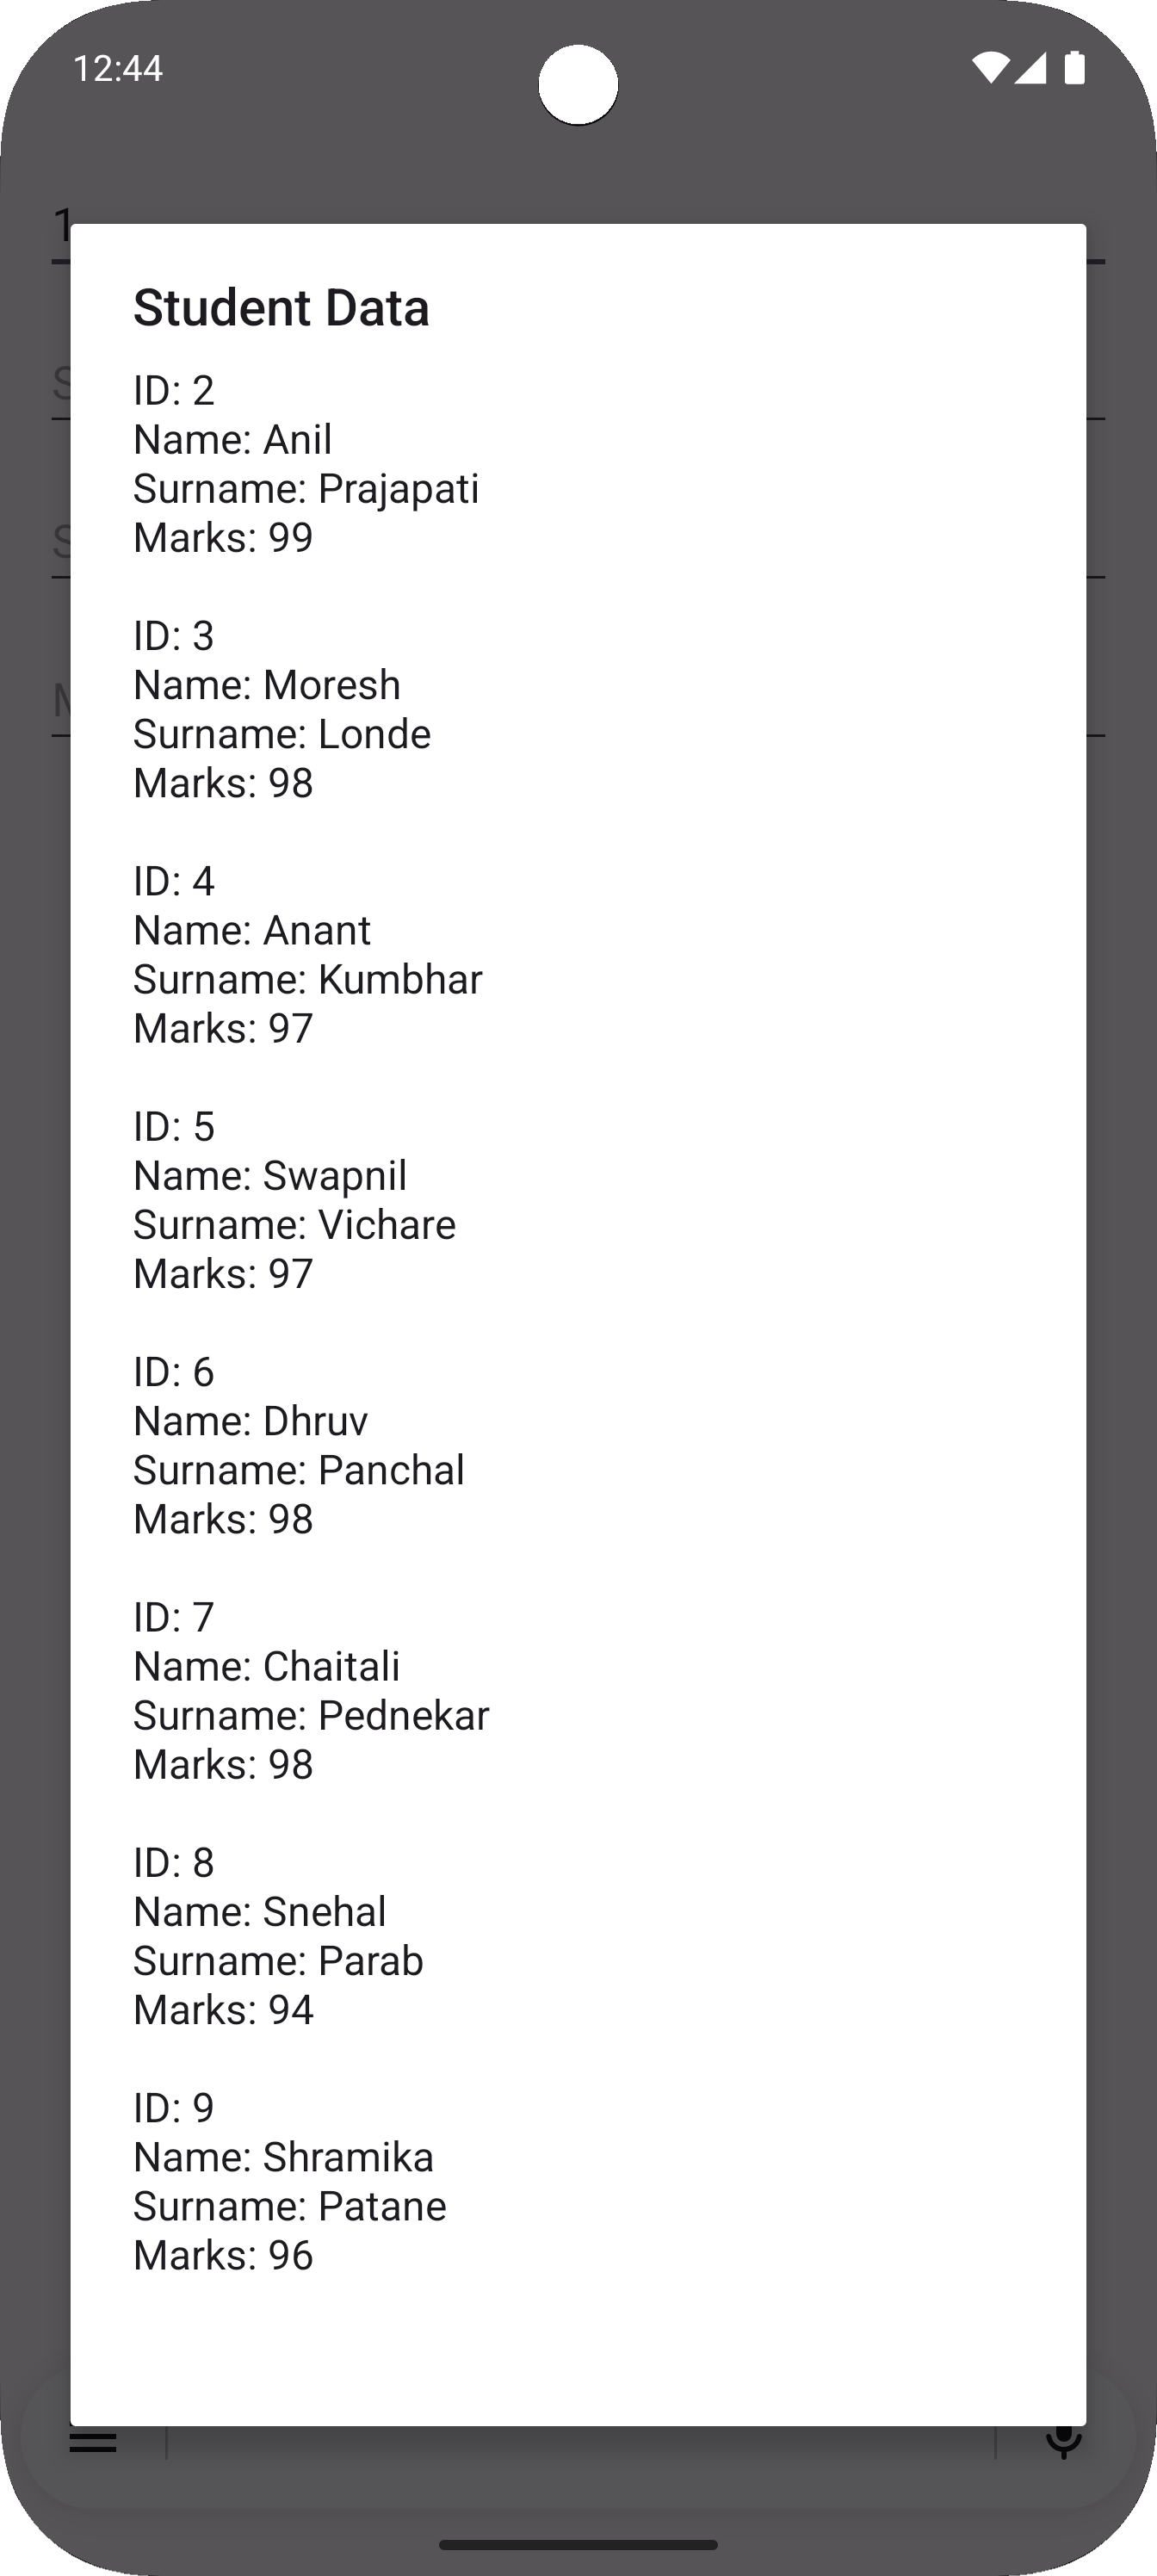 12:44
1
Student Data
ID: 2
Name: Anil
Surname: Prajapati
Marks: 99
ID: 3
Name: Moresh
Surname: Londe
Marks: 98
ID: 4
Name: Anant
Surname: Kumbhar
Marks: 97
ID: 5
Name: Swapnil
Surname: Vichare
Marks: 97
ID: 6
Name: Dhruv
Surname: Panchal
Marks: 98
ID: 7
Name: Chaitali
Surname: Pednekar
Marks: 98
ID: 8
Name: Snehal
Surname: Parab
Marks: 94
ID: 9
Name: Shramika
Surname: Patane
Marks: 96